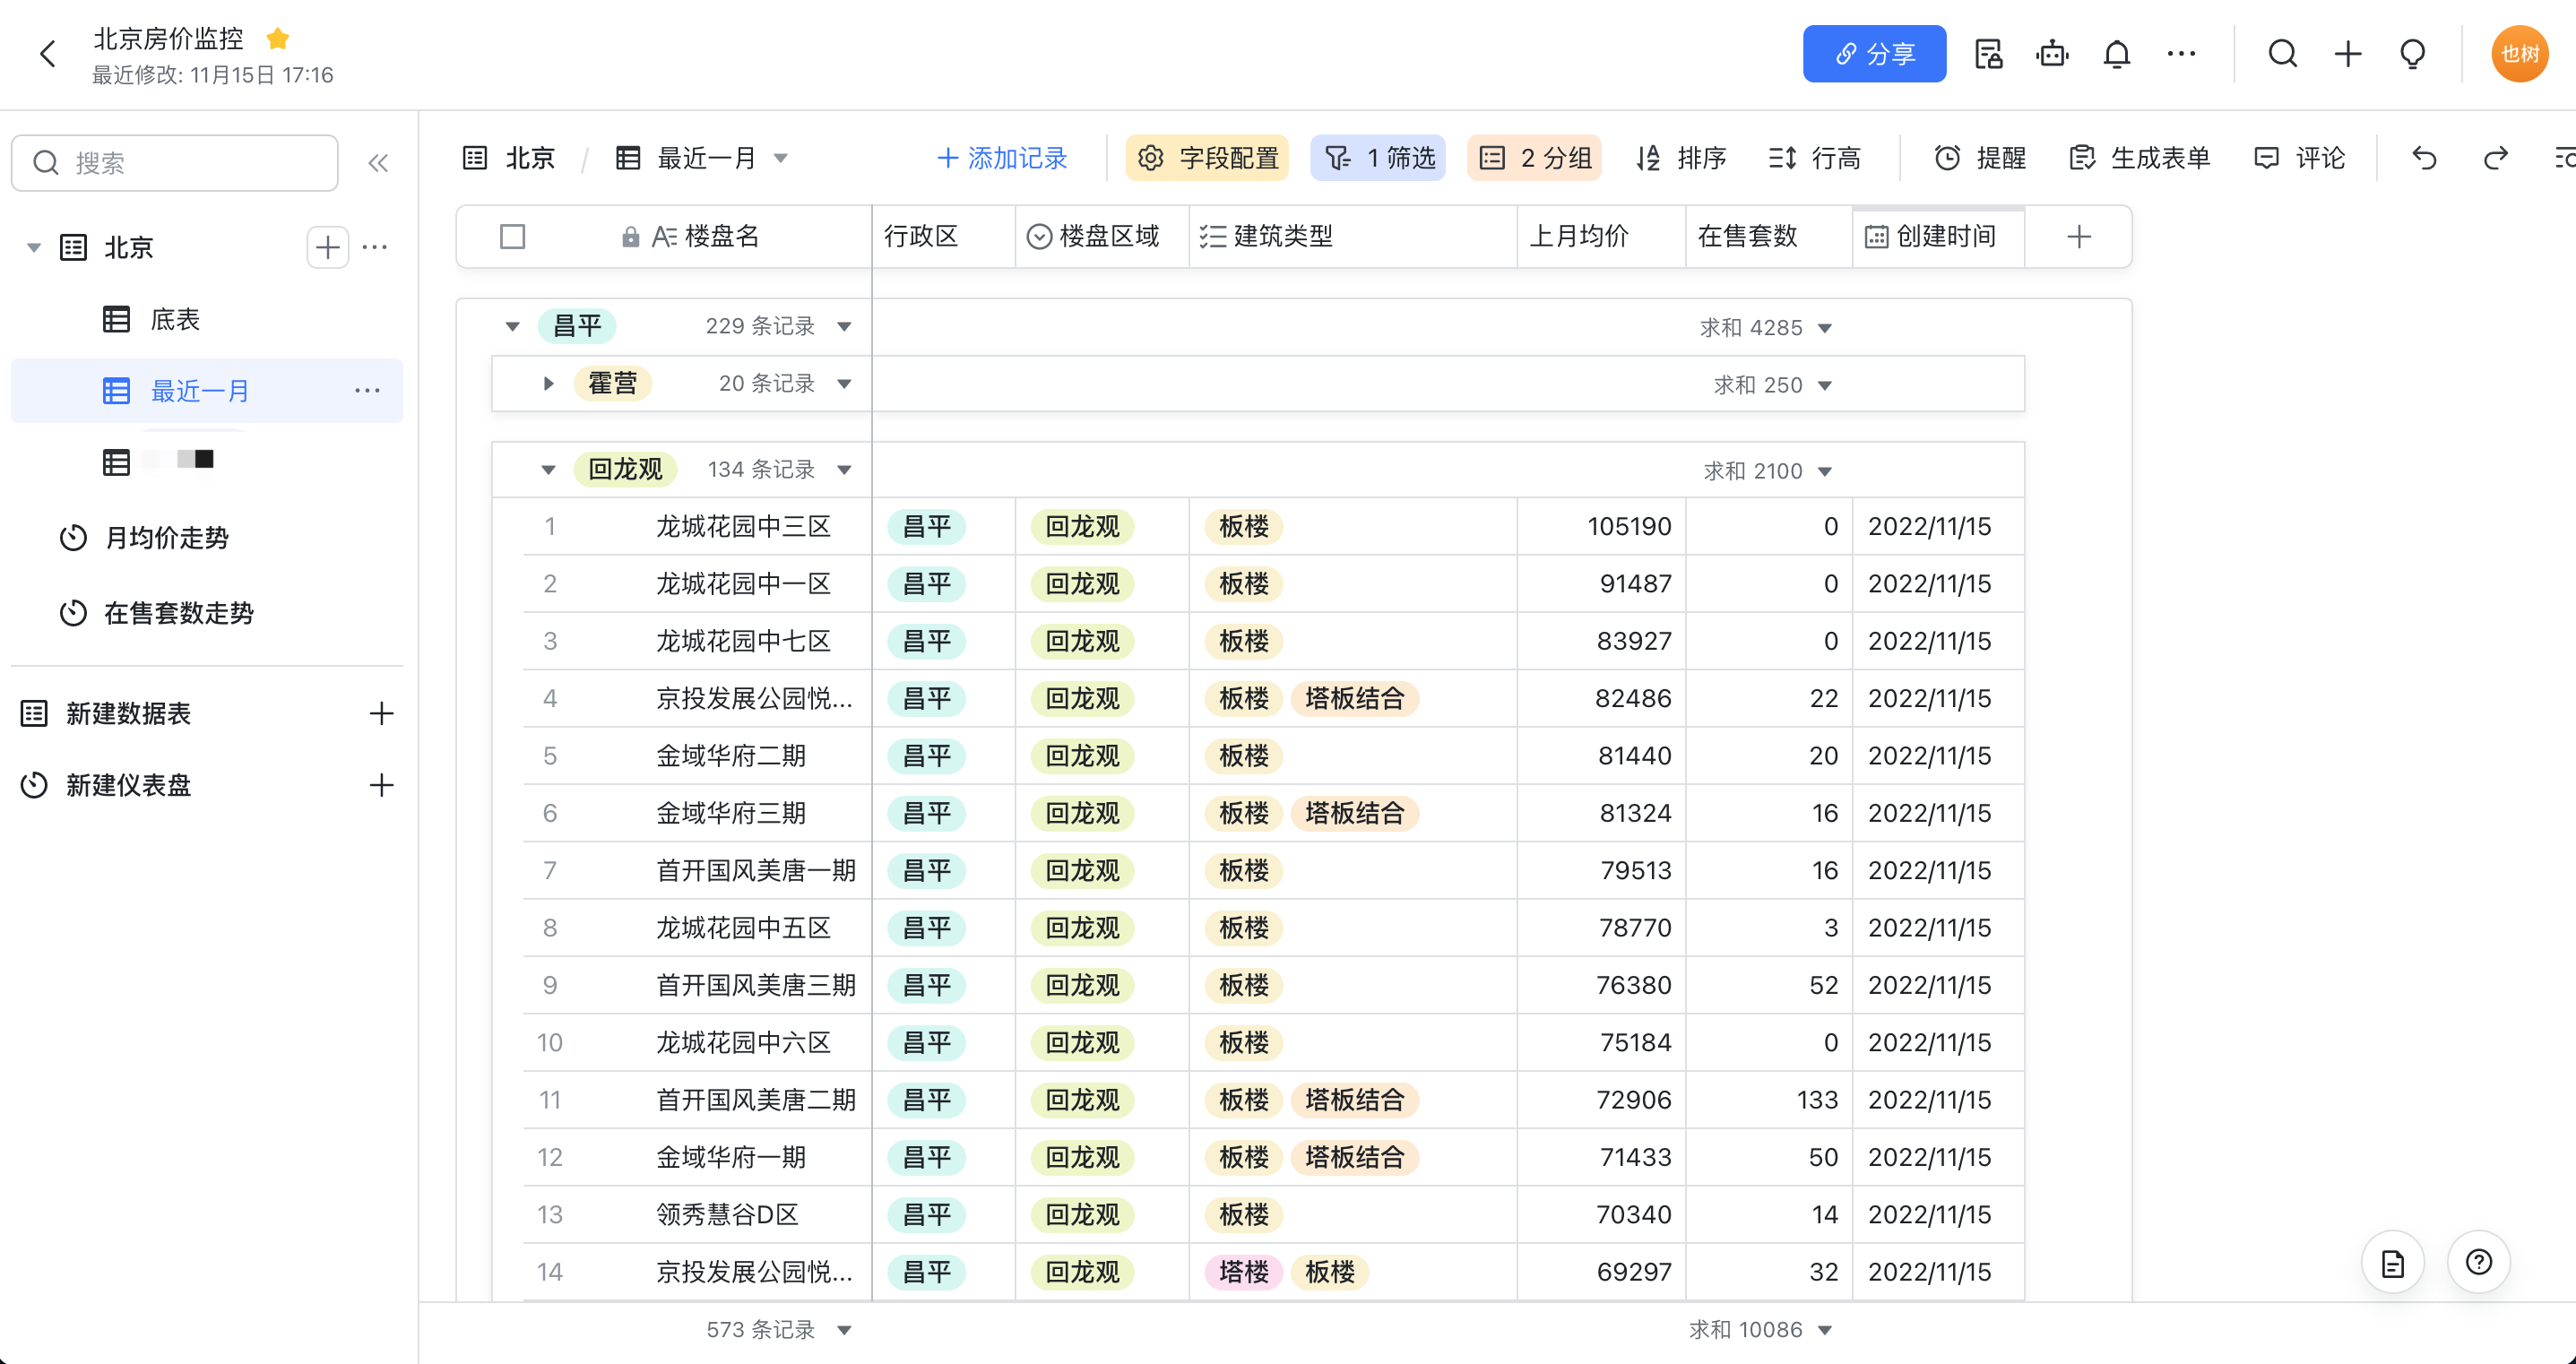 北京房价监控
最近修改: 11月15日 17:16
分享
也树
搜索
北京
底表
最近一月
月均价走势
在售套数走势
新建数据表
新建仪表盘
北京 / 最近一月 添加记录 字段配置 1 筛选 2 分组 排序 行高 提醒 生成表单 评论
楼盘名 行政区 楼盘区域 建筑类型 上月均价 在售套数 创建时间
昌平 229 条记录 求和 4285
霍营 20 条记录 求和 250
回龙观 134 条记录 求和 2100
1 龙城花园中三区 昌平 回龙观 板楼 105190 0 2022/11/15
2 龙城花园中一区 昌平 回龙观 板楼 91487 0 2022/11/15
3 龙城花园中七区 昌平 回龙观 板楼 83927 0 2022/11/15
4 京投发展公园悦... 昌平 回龙观 板楼 塔板结合 82486 22 2022/11/15
5 金域华府二期 昌平 回龙观 板楼 81440 20 2022/11/15
6 金域华府三期 昌平 回龙观 板楼 塔板结合 81324 16 2022/11/15
7 首开国风美唐一期 昌平 回龙观 板楼 79513 16 2022/11/15
8 龙城花园中五区 昌平 回龙观 板楼 78770 3 2022/11/15
9 首开国风美唐三期 昌平 回龙观 板楼 76380 52 2022/11/15
10 龙城花园中六区 昌平 回龙观 板楼 75184 0 2022/11/15
11 首开国风美唐二期 昌平 回龙观 板楼 塔板结合 72906 133 2022/11/15
12 金域华府一期 昌平 回龙观 板楼 塔板结合 71433 50 2022/11/15
13 领秀慧谷D区 昌平 回龙观 板楼 70340 14 2022/11/15
14 京投发展公园悦... 昌平 回龙观 塔楼 板楼 69297 32 2022/11/15
573 条记录 求和 10086